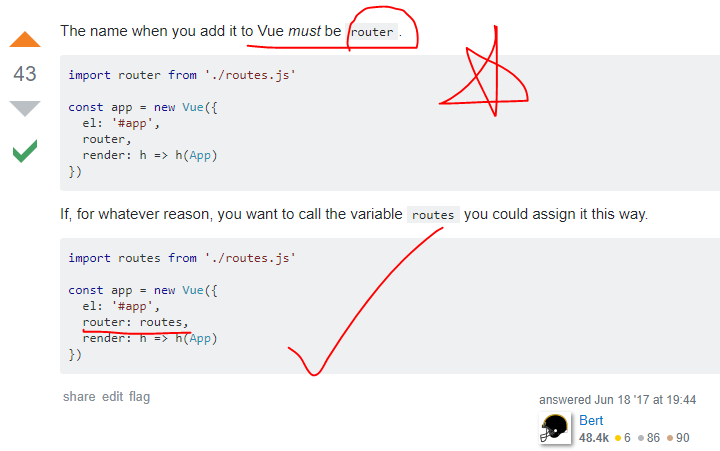 The name when you add it to Vue must be router.
43
import router from './routes.js'
const app = new Vue({
  el: '#app',
  router,
  render: h => h(App)
})
If, for whatever reason, you want to call the variable routes you could assign it this way.
import routes from './routes.js'
const app = new Vue({
  el: '#app',
  router: routes,
  render: h => h(App)
})
share edit flag
answered Jun 18 '17 at 19:44
Bert
48.4k 6 86 90